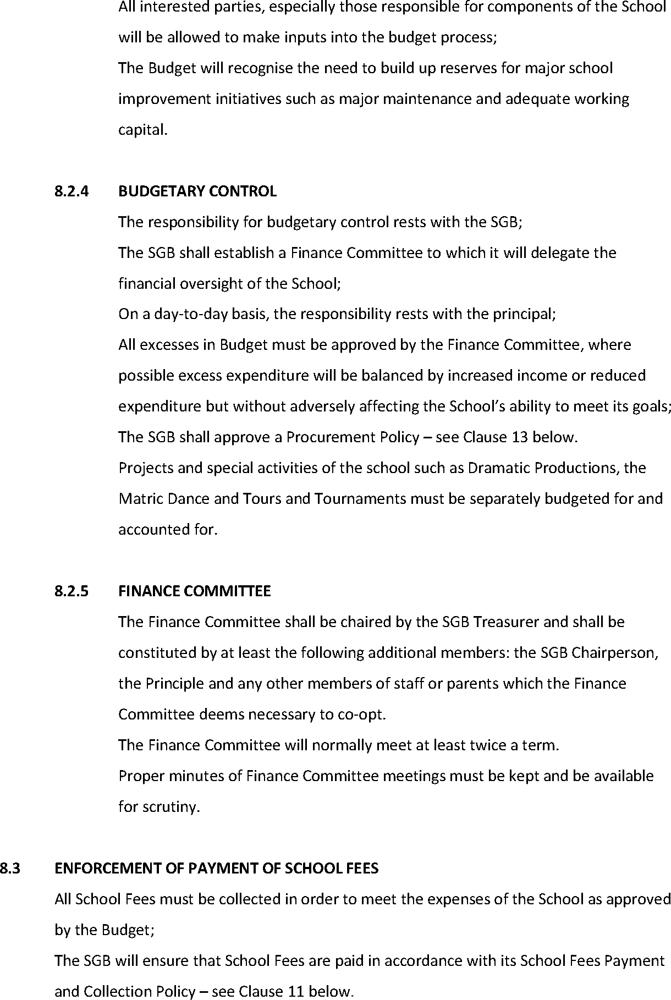 All interested parties, especially those responsible for components of the School
will be allowed to make inputs into the budget process;
The Budget will recognise the need to build up reserves for major school
improvement initiatives such as major maintenance and adequate working
capital.
8.2.4 BUDGETARY CONTROL
The responsibility for budgetary control rests with the SGB;
The SGB shall establish a Finance Committee to which it will delegate the
financial oversight of the School;
On a day-to-day basis, the responsibility rests with the principal;
All excesses in Budget must be approved by the Finance Committee, where
possible excess expenditure will be balanced by increased income or reduced
expenditure but without adversely affecting the School’s ability to meet its goals;
The SGB shall approve a Procurement Policy – see Clause 13 below.
Projects and special activities of the school such as Dramatic Productions, the
Matric Dance and Tours and Tournaments must be separately budgeted for and
accounted for.
8.2.5 FINANCE COMMITTEE
The Finance Committee shall be chaired by the SGB Treasurer and shall be
constituted by at least the following additional members: the SGB Chairperson,
the Principle and any other members of staff or parents which the Finance
Committee deems necessary to co-opt.
The Finance Committee will normally meet at least twice a term.
Proper minutes of Finance Committee meetings must be kept and be available
for scrutiny.
8.3 ENFORCEMENT OF PAYMENT OF SCHOOL FEES
All School Fees must be collected in order to meet the expenses of the School as approved
by the Budget;
The SGB will ensure that School Fees are paid in accordance with its School Fees Payment
and Collection Policy – see Clause 11 below.